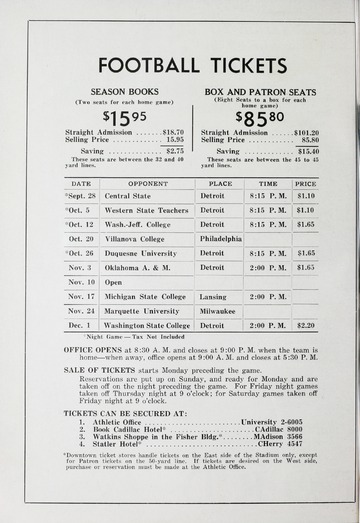 FOOTBALL TICKETS
SEASON BOOKS
(Two seats for each home game)
$15 95
Straight Admission .......$18.70
Selling Price ............. 15.95
Saving ............. $2.75
These seats are between the 32 and 40
yard lines.
BOX AND PATRON SEATS
(Eight Seats to a box for each
home game)
$85 80
Straight Admission ......$101.20
Selling Price ............. 85.80
Saving .............$15.40
These seats are between the 45 to 45
yard lines.
DATE OPPONENT PLACE TIME PRICE
*Sept. 28 Central State Detroit 8:15 P. M. $1.10
*Oct. 5 Western State Teachers Detroit 8:15 P. M. $1.10
*Oct. 12 Wash.-Jeff. College Detroit 8:15 P. M. $1.65
Oct. 20 Villanova College Philadelphia
*Oct. 26 Duquesne University Detroit 8:15 P. M. $1.65
Nov. 3 Oklahoma A. & M. Detroit 2:00 P. M. $1.65
Nov. 10 Open
Nov. 17 Michigan State College Lansing 2:00 P. M.
Nov. 24 Marquette University Milwaukee
Dec. 1 Washington State College Detroit 2:00 P. M. $2.20
*Night Game — Tax Not Included
OFFICE OPEN at 8:30 A. M. and closes at 9:00 P. M. when the team is
home—when away, office opens at 9:00 A. M. and closes at 5:30 P. M.
SALE OF TICKETS starts Monday preceding the game.
Reservations are put up on Sunday, and ready for Monday and are
taken off on the night preceding the game. For Friday night games
taken off Thursday night at 9 o'clock; for Saturday games taken off
Friday night at 9 o'clock.
TICKETS CAN BE SECURED AT:
1. Athletic Office .........................University 2-6005
2. Book Cadillac Hotel* .......................CAdillac 8000
3. Watkins Shoppe in the Fisher Bldg.*........MAdison 3566
4. Statler Hotel* .............................CHerry 4547
*Downtown ticket stores handle tickets on the East side of the Stadium only, except
for Patron tickets on the 50-yard line. If tickets are desired on the West side,
purchase or reservation must be made at the Athletic Office.